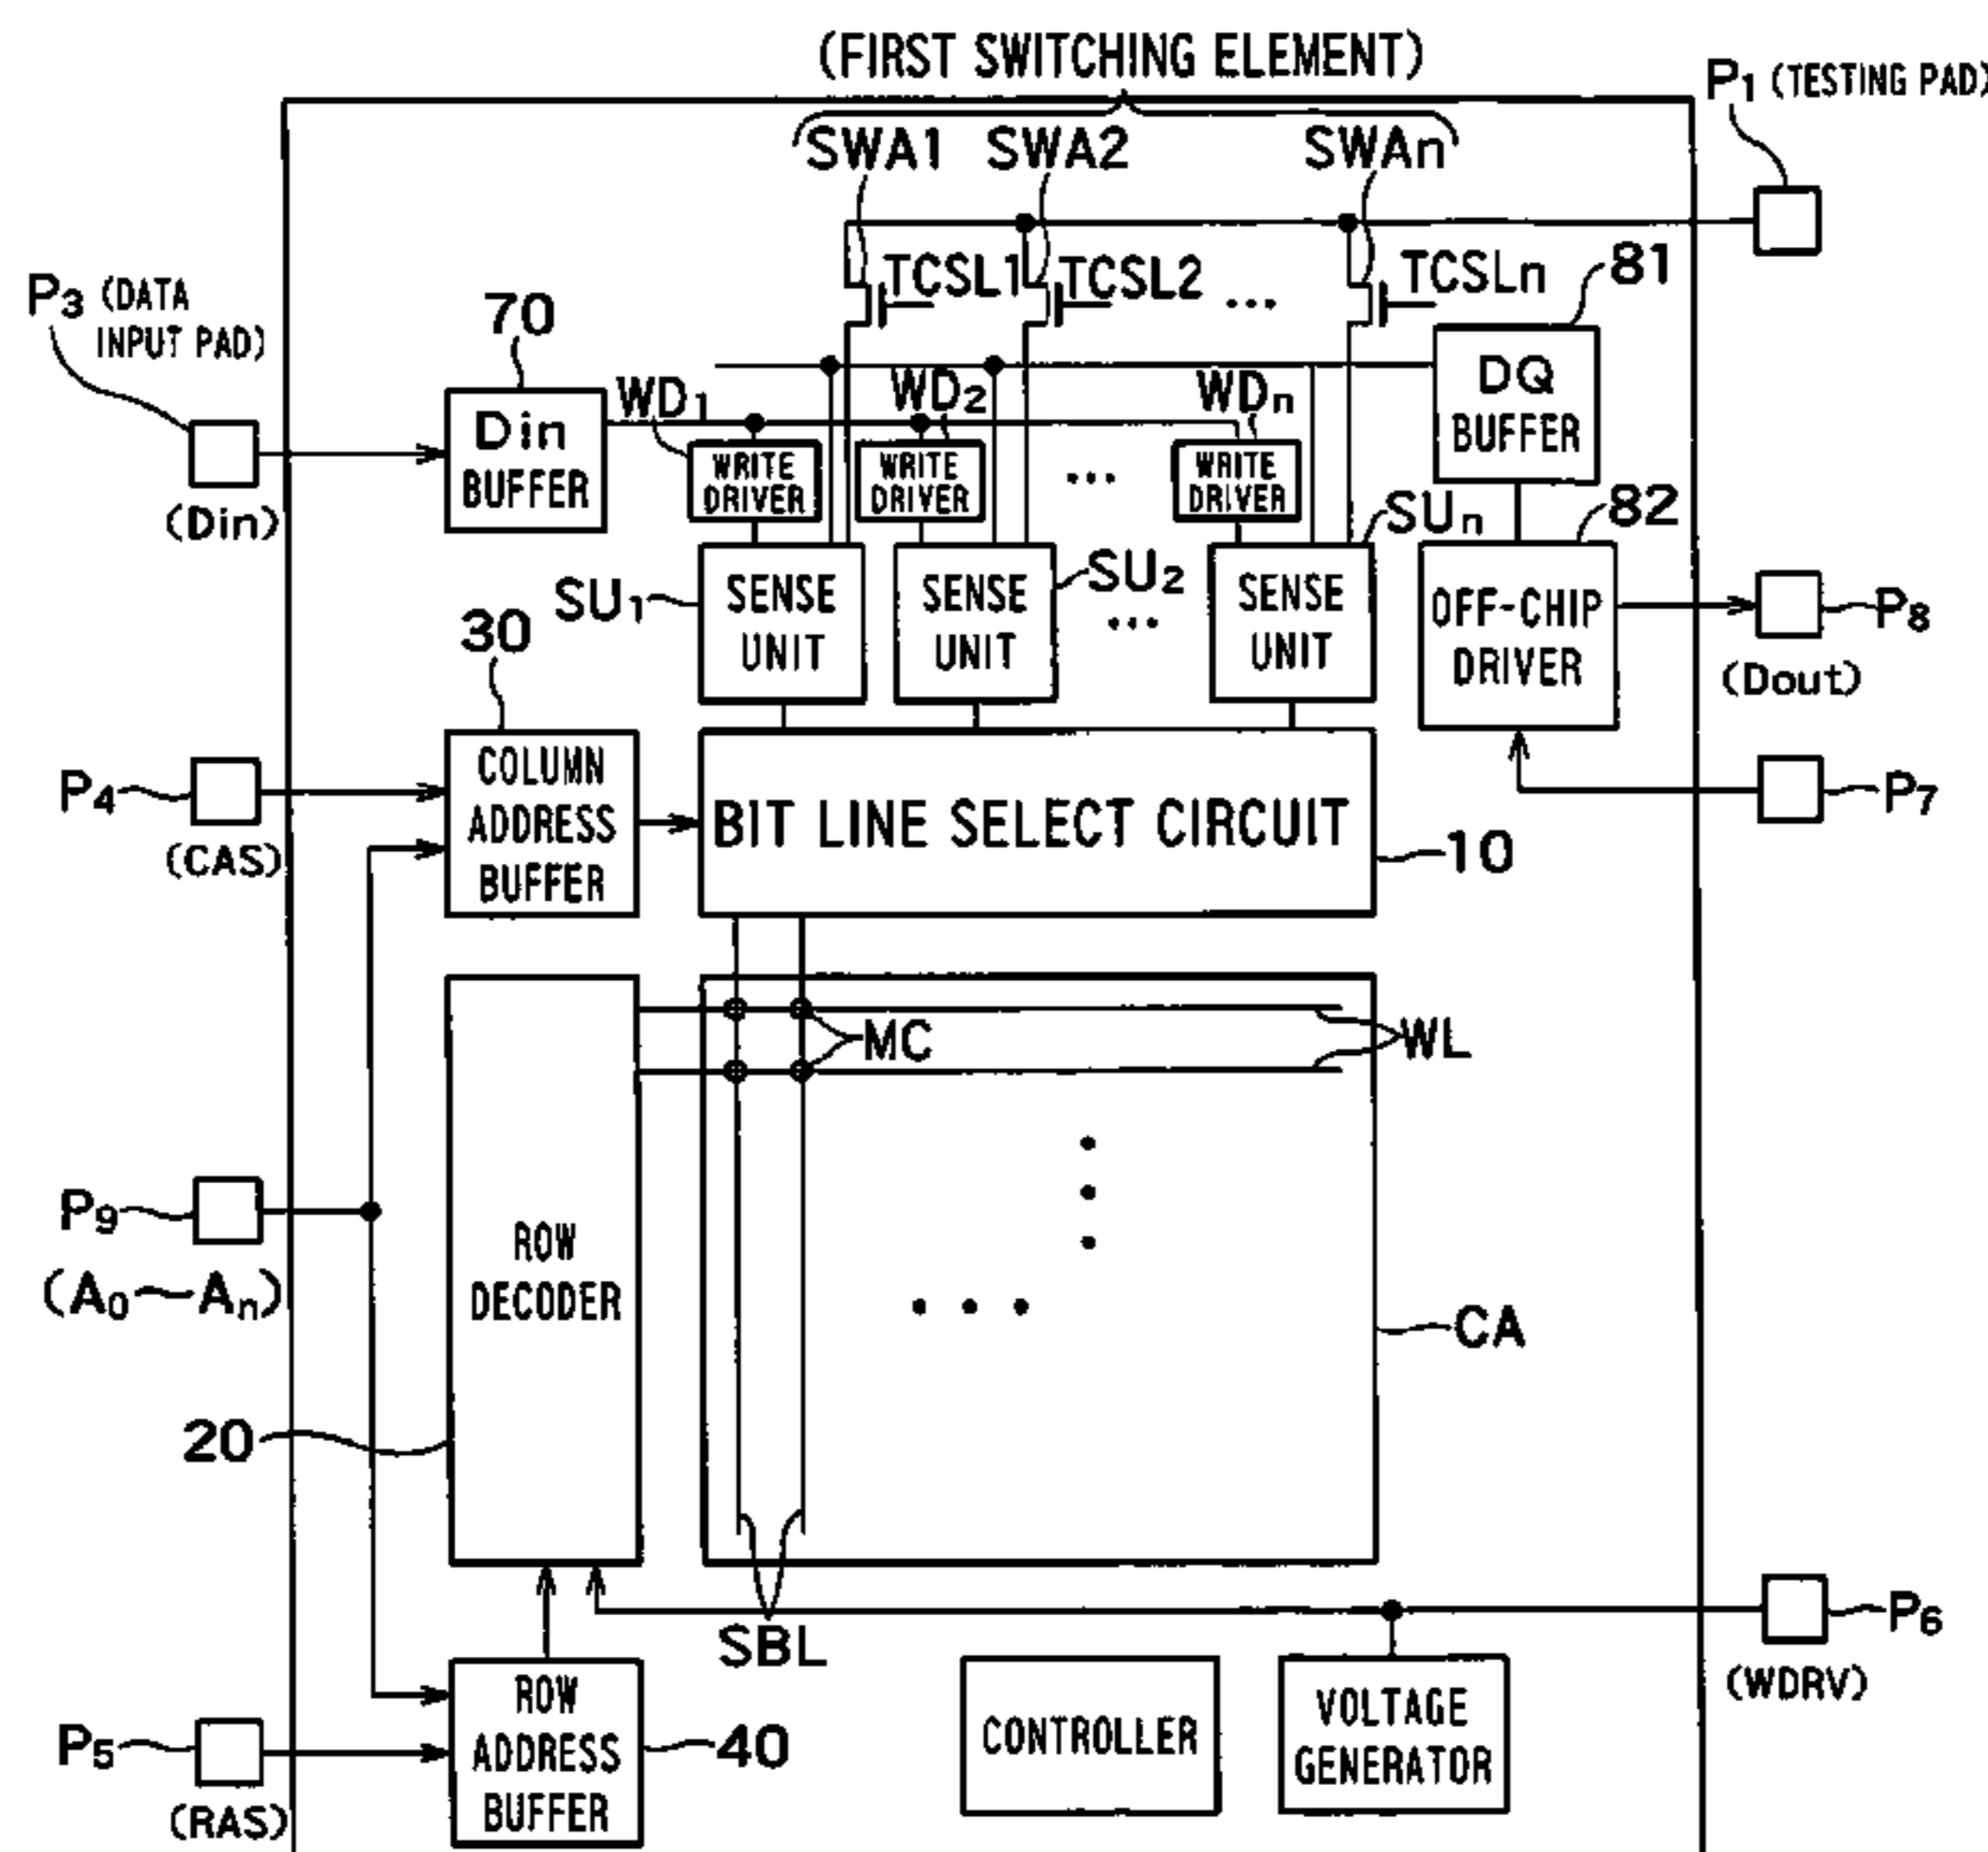 (FIRST SWITCHING ELEMENT)
P1 (TESTING PAD)
SWA1 SWA2 SWAn
TCSL1 TCSL2 ... TCSLn
81
P3 (DATA
INPUT PAD)
70
DQ
BUFFER
WD1 WD2 WDn
Din
BUFFER
WRITE
DRIVER
WRITE
DRIVER
...
WRITE
DRIVER
(Din)
SUn
82
SU1
SENSE
UNIT
SENSE
UNIT
SU2
...
SENSE
UNIT
OFF-CHIP
DRIVER
P8
(Dout)
30
P4
(CAS)
COLUMN
ADDRESS
BUFFER
BIT LINE SELECT CIRCUIT
10
P7
MC
WL
P9
(A0~An)
ROW
DECODER
CA
20
SBL
P6
(WDRV)
P5
(RAS)
ROW
ADDRESS
BUFFER
40
CONTROLLER
VOLTAGE
GENERATOR